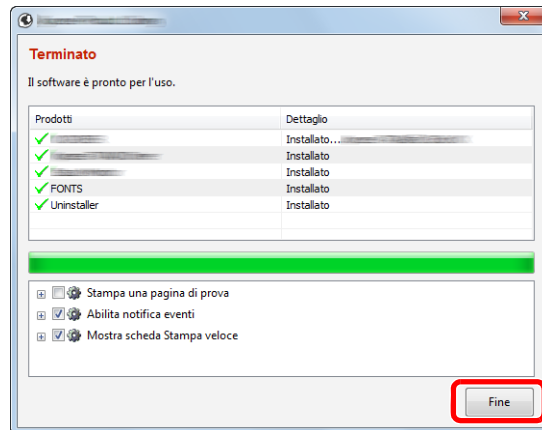 Terminato
Il software è pronto per l'uso.
Prodotti Dettaglio
Installato...
Installato
Installato
FONTS Installato
Uninstaller Installato
Stampa una pagina di prova
Abilita notifica eventi
Mostra scheda Stampa veloce
Fine